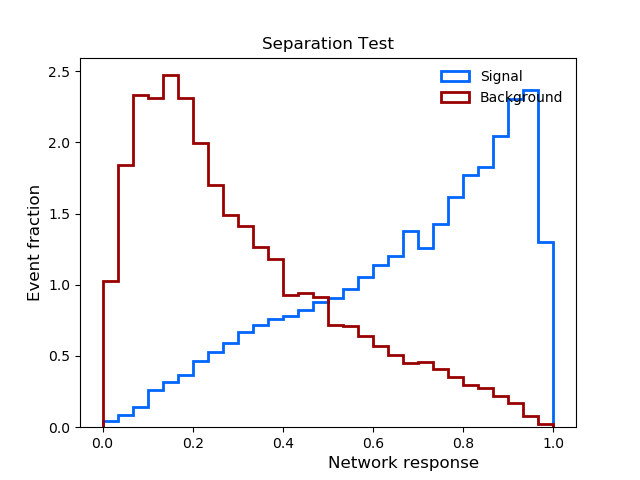 Separation Test
Signal
Background
Event fraction
2.5
2.0
1.5
1.0
0.5
0.0
0.0 0.2 0.4 0.6 0.8 1.0
Network response